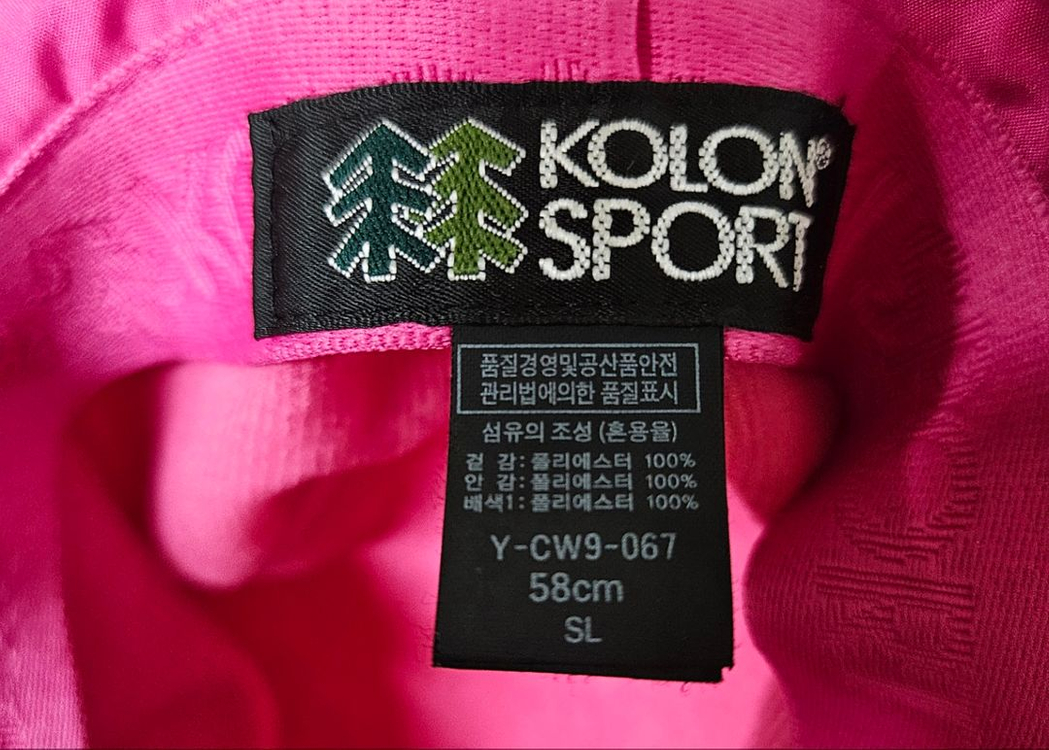 KOLON®
SPORT
품질경영및공산품안전
관리법에의한 품질표시
섬유의 조성 (혼용율)
겉 감: 폴리에스터 100%
안 감: 폴리에스터 100%
배색1: 폴리에스터 100%
Y-CW9-067
58cm
SL